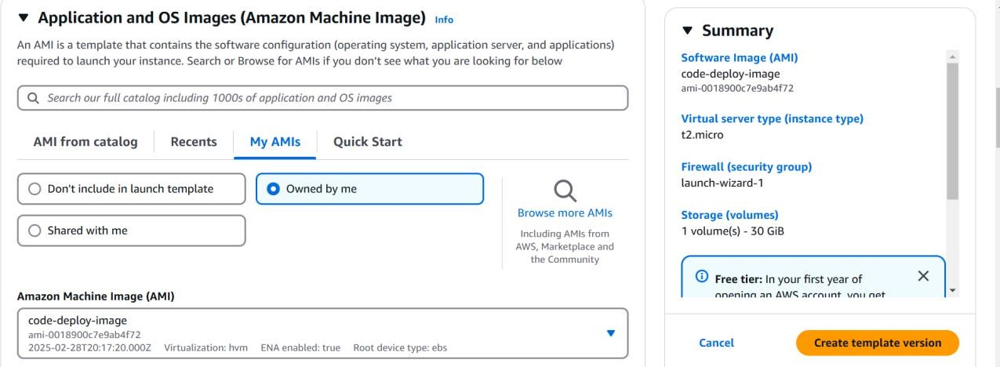 Application and OS Images (Amazon Machine Image) Info
An AMI is a template that contains the software configuration (operating system, application server, and applications)
required to launch your instance. Search or Browse for AMIs if you don't see what you are looking for below
Search our full catalog including 1000s of application and OS images
AMI from catalog
Recents
My AMIs
Quick Start
Don't include in launch template
Owned by me
Shared with me
Browse more AMIs
Including AMIs from
AWS, Marketplace and
the Community
Amazon Machine Image (AMI)
code-deploy-image
ami-0018900c7e9ab4f72
2025-02-28T20:17:20.000Z Virtualization: hvm ENA enabled: true Root device type: ebs
Summary
Software Image (AMI)
code-deploy-image
ami-0018900c7e9ab4f72
Virtual server type (instance type)
t2.micro
Firewall (security group)
launch-wizard-1
Storage (volumes)
1 volume(s) - 30 GiB
Free tier: In your first year of
opening an AWS account, you get
Cancel
Create template version